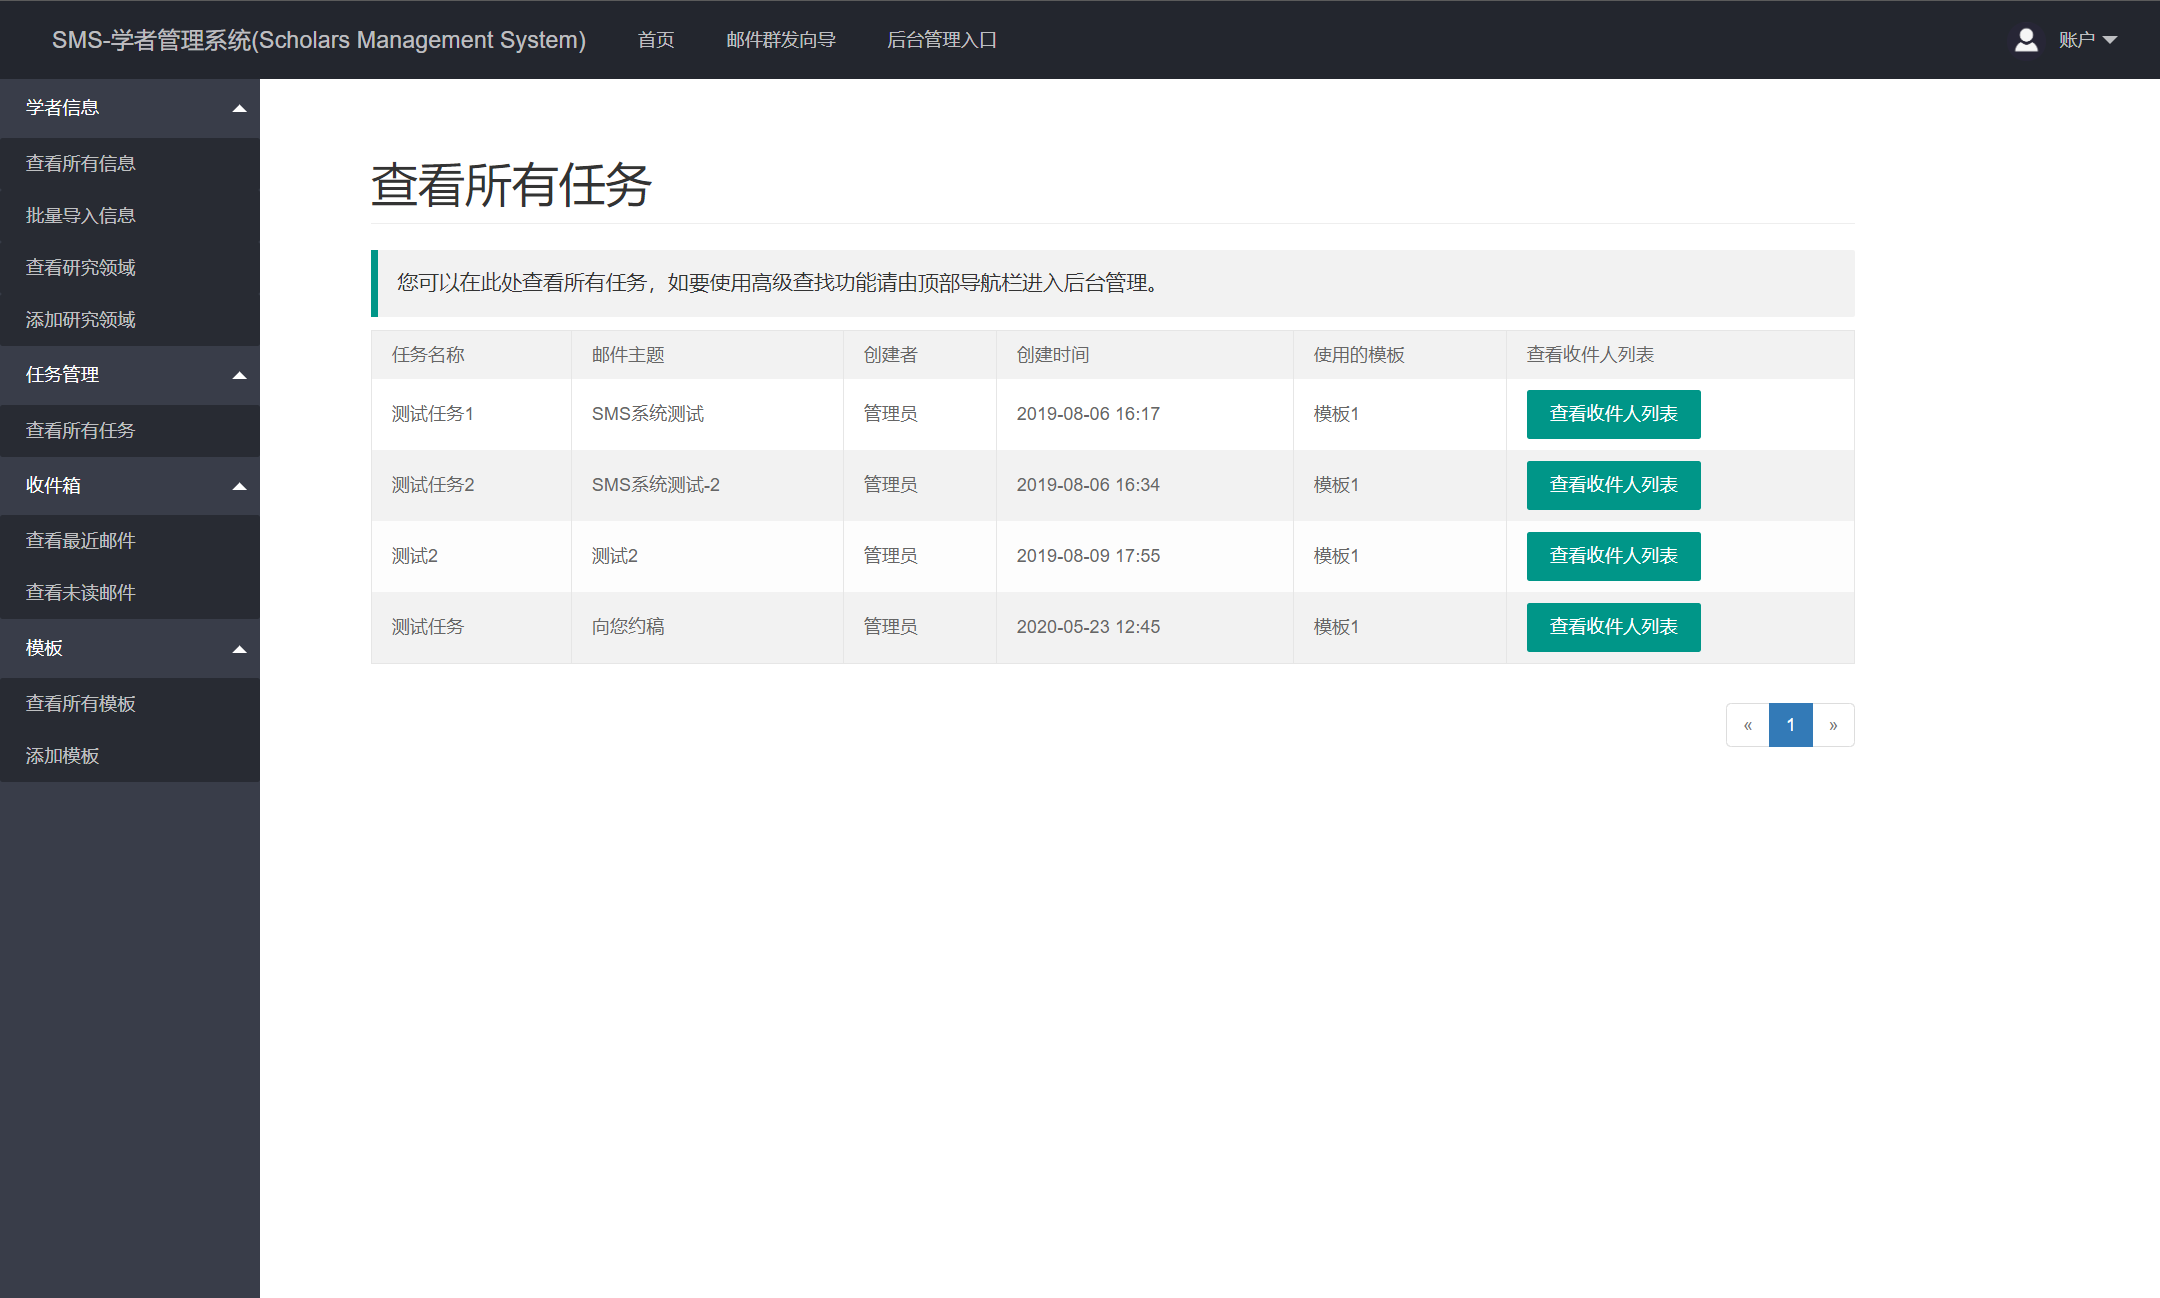 SMS-学者管理系统(Scholars Management System) 首页 邮件群发向导 后台管理入口 账户
学者信息
查看所有信息
批量导入信息
查看研究领域
添加研究领域
任务管理
查看所有任务
收件箱
查看最近邮件
查看未读邮件
模板
查看所有模板
添加模板
查看所有任务
您可以在此处查看所有任务，如要使用高级查找功能请由顶部导航栏进入后台管理。
任务名称 邮件主题 创建者 创建时间 使用的模板 查看收件人列表
测试任务1 SMS系统测试 管理员 2019-08-06 16:17 模板1 查看收件人列表
测试任务2 SMS系统测试-2 管理员 2019-08-06 16:34 模板1 查看收件人列表
测试2 测试2 管理员 2019-08-09 17:55 模板1 查看收件人列表
测试任务 向您约稿 管理员 2020-05-23 12:45 模板1 查看收件人列表
« 1 »